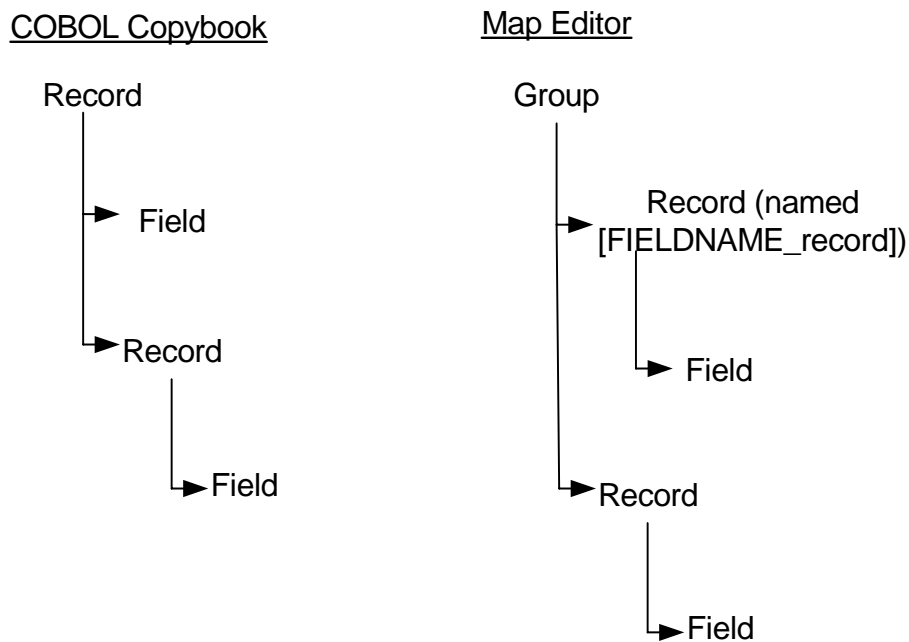 COBOL Copybook
Record
Field
Record
Field
Map Editor
Group
Record (named
[FIELDNAME_record])
Field
Record
Field